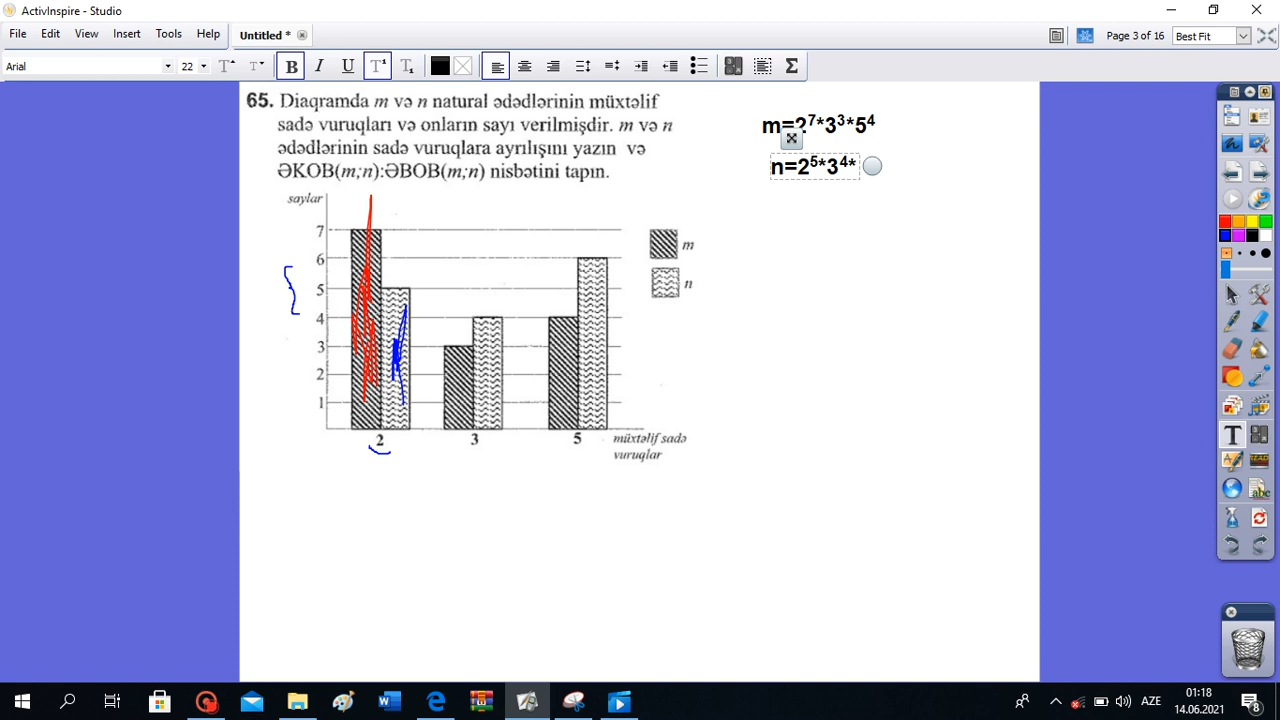 ActivInspire - Studio
File Edit View Insert Tools Help
Untitled *
Page 3 of 16
Best Fit
Arial
22
B I U T¹ T₁ Σ
65. Diaqramda m və n natural ədədlərinin müxtəlif
sadə vuruqları və onların sayı verilmişdir. m və n
ədədlərinin sadə vuruqlara ayrılışını yazın və
ƏKOB(m;n):ƏBOB(m;n) nisbətini tapın.
m=2⁷*3³*5⁴
n=2⁵*3⁴*
saylar
7
6
5
4
3
2
1
m
n
2 3 5
müxtəlif sadə
vuruqlar
AZE
01:18
14.06.2021
8